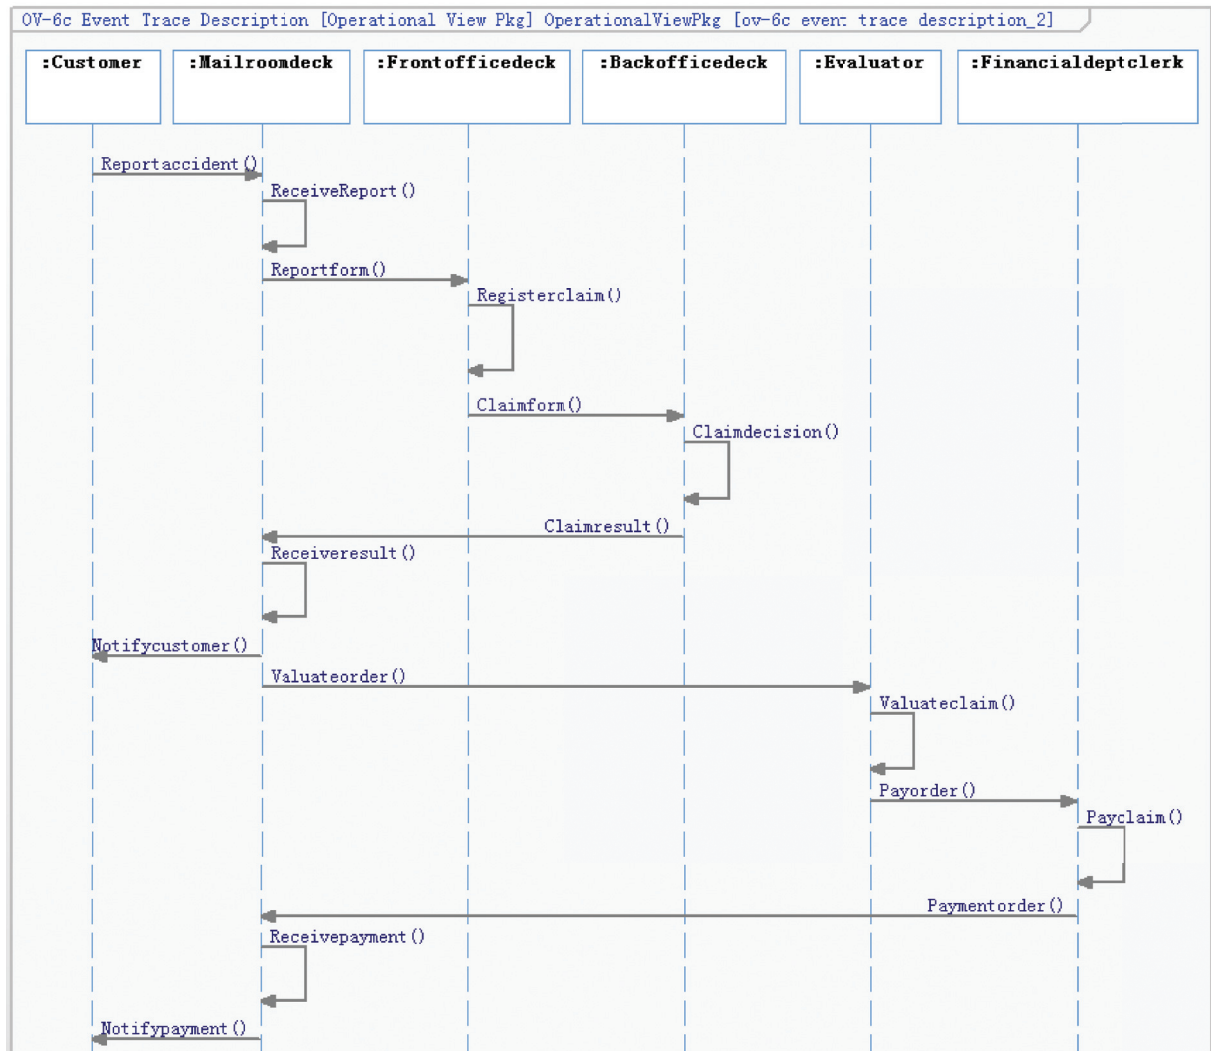 OV-6c Event Trace Description [Operational View Pkg] OperationalViewPkg [ov-6c event trace description_2]
:Customer
:Mailroomdeck
:Frontofficedeck
:Backofficedeck
:Evaluator
:Financialdeptclerk
Reportaccident()
ReceiveReport()
Reportform()
Registerclaim()
Claimform()
Claimdecision()
Claimresult()
Receiveresult()
Notifycustomer()
Valuateorder()
Valuateclaim()
Payorder()
Payclaim()
Paymentorder()
Receivepayment()
Notifypayment()